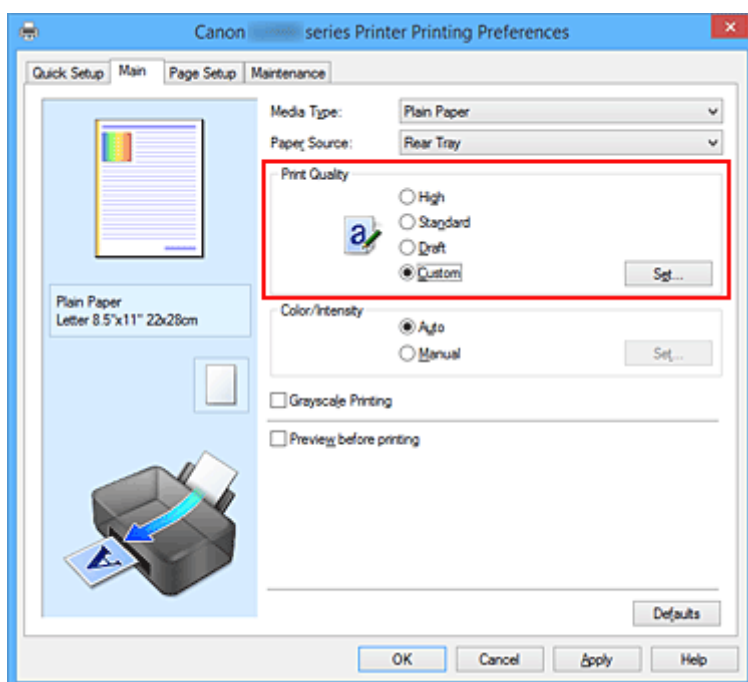 Canon series Printer Printing Preferences
Quick Setup Main Page Setup Maintenance
Media Type: Plain Paper
Paper Source: Rear Tray
Print Quality
High
Standard
a
Draft
Custom Set...
Plain Paper
Letter 8.5"x11" 22x28cm
Color/Intensity
Auto
Manual Set...
Grayscale Printing
Preview before printing
A
Defaults
OK Cancel Apply Help